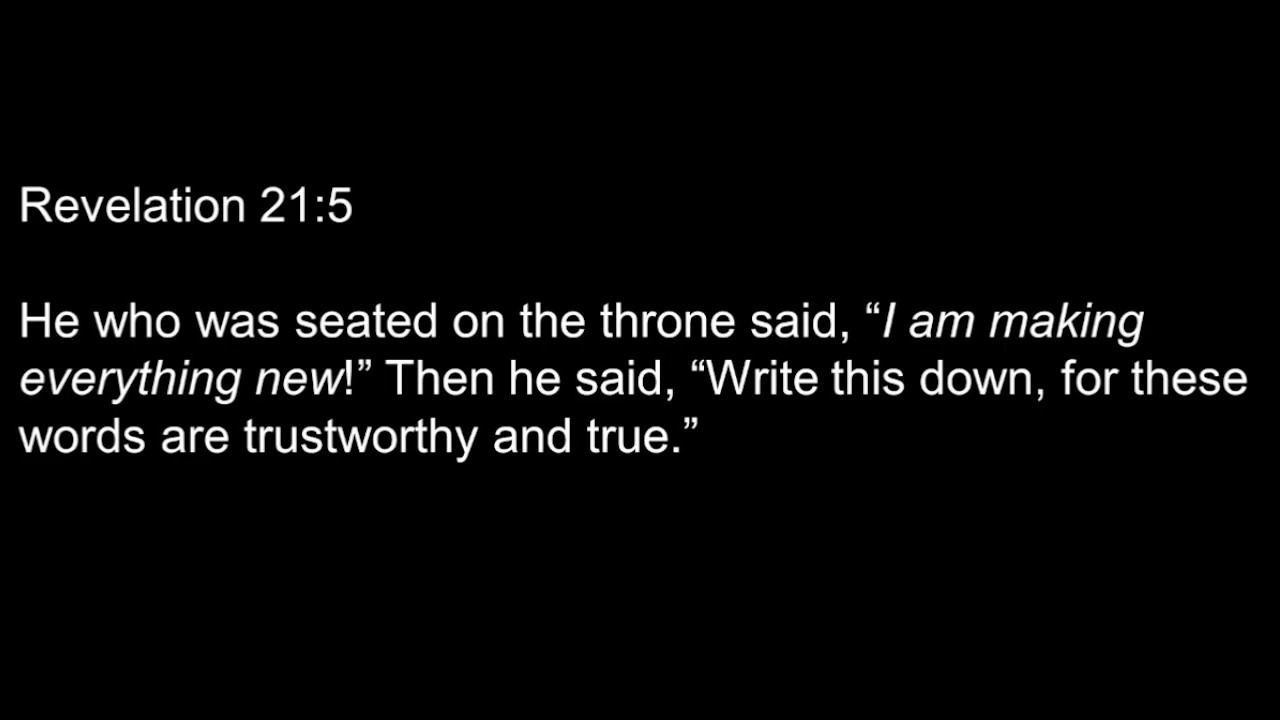 Revelation 21:5
He who was seated on the throne said, “I am making
everything new!” Then he said, “Write this down, for these
words are trustworthy and true.”